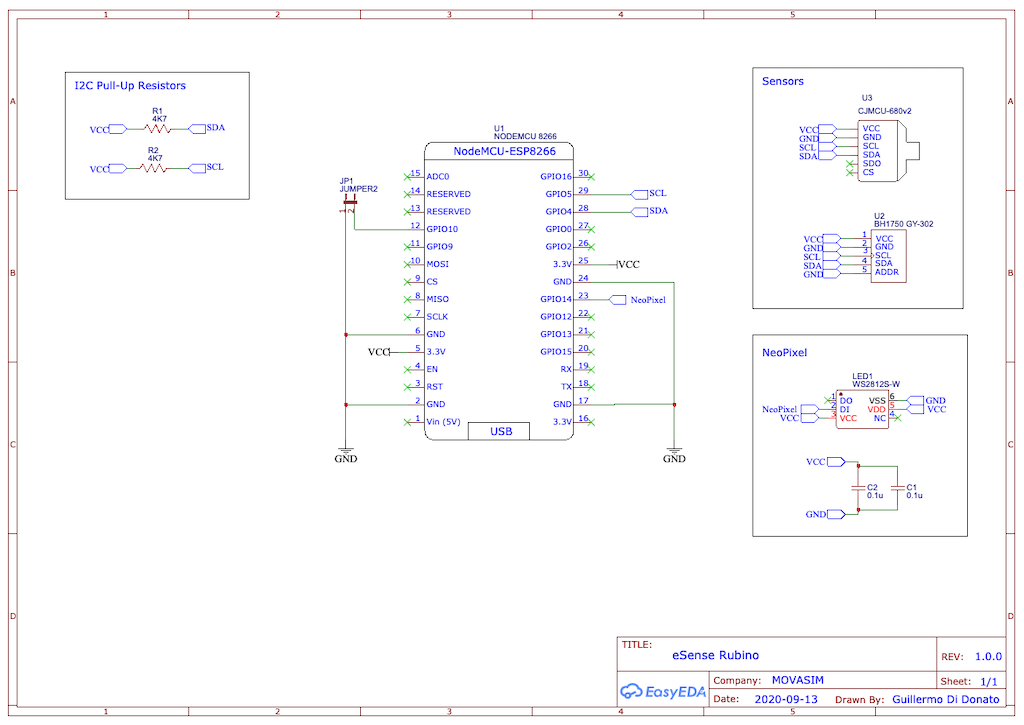 1 2 3 4 5
A A
B B
C C
D D
I2C Pull-Up Resistors
R1
4K7
VCC SDA
R2
4K7
VCC SCL
JP1
JUMPER2
1 2
U1
NODEMCU 8266
NodeMCU-ESP8266
15 ADC0 GPIO16 30
14 RESERVED GPIO5 29 SCL
13 RESERVED GPIO4 28 SDA
12 GPIO10 GPIO0 27
11 GPIO9 GPIO2 26
10 MOSI 3.3V 25 VCC
9 CS GND 24
8 MISO GPIO14 23 NeoPixel
7 SCLK GPIO12 22
6 GND GPIO13 21
VCC 5 3.3V GPIO15 20
4 EN RX 19
3 RST TX 18
2 GND GND 17
1 Vin (5V) 3.3V 16
USB
GND GND
Sensors
U3
CJMCU-680v2
VCC VCC
GND GND
SCL SCL
SDA SDA
SDO
CS
U2
BH1750 GY-302
VCC 1 VCC
GND 2 GND
SCL 3 SCL
SDA 4 SDA
GND 5 ADDR
NeoPixel
LED1
WS2812S-W
1 DO VSS 6 GND
NeoPixel 2 DI VDD 5 VCC
VCC 3 VCC NC 4
VCC
C2 C1
0.1u 0.1u
GND
TITLE:
eSense Rubino
REV: 1.0.0
EasyEDA
Company: MOVASIM
Sheet: 1/1
Date: 2020-09-13 Drawn By: Guillermo Di Donato
1 2 3 4 5